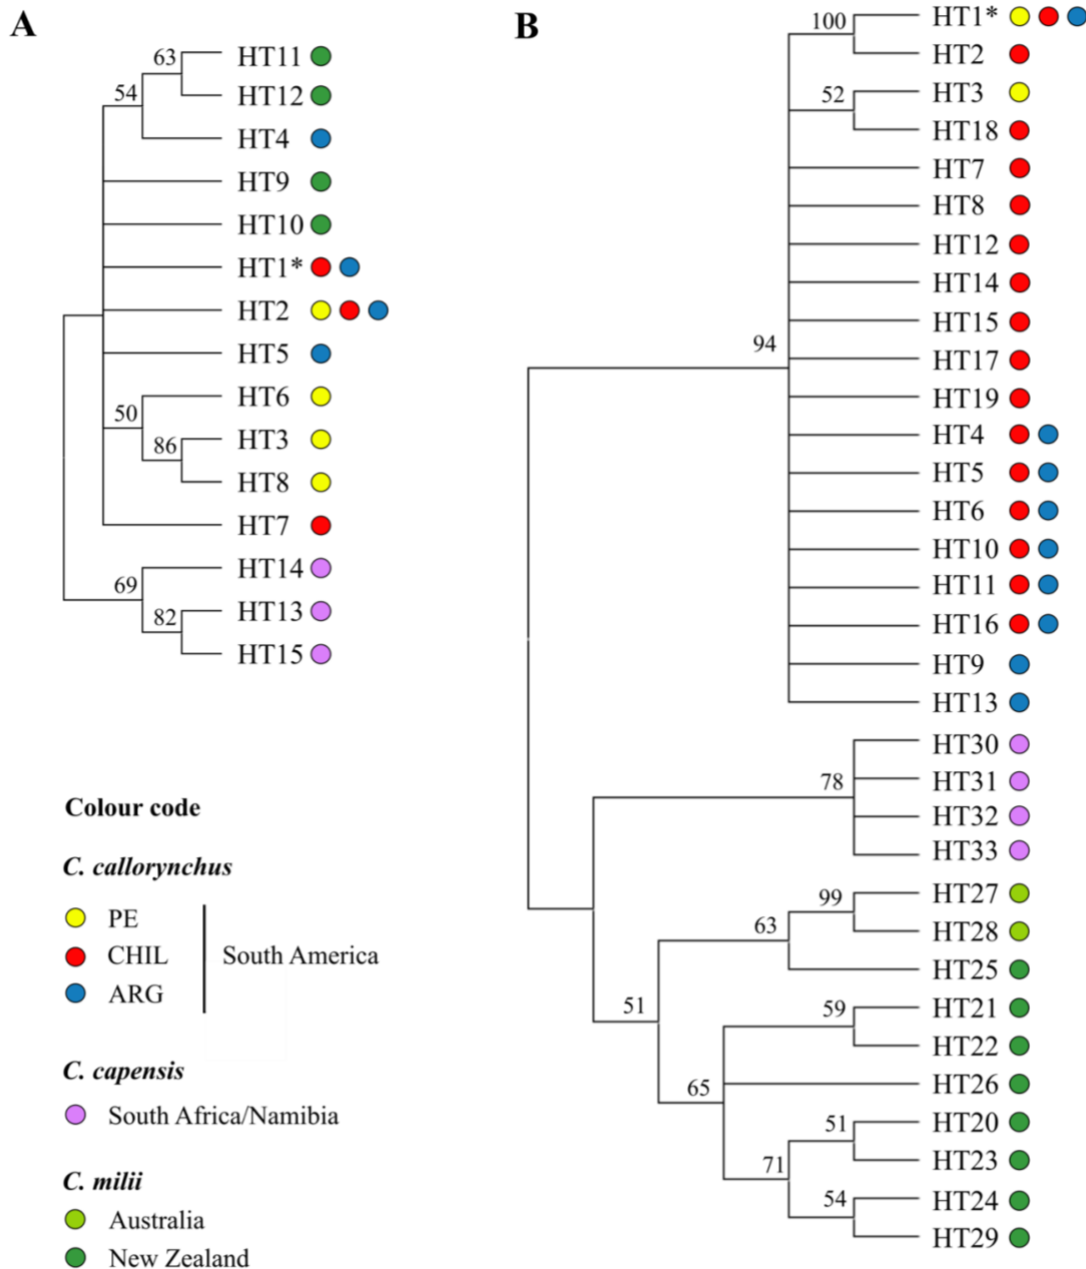 A
63
HT11
HT12
54
HT4
HT9
HT10
HT1*
HT2
HT5
HT6
50
HT3
86
HT8
HT7
HT14
69
HT13
82
HT15
Colour code
C. callorynchus
PE
CHIL
ARG
South America
C. capensis
South Africa/Namibia
C. milii
Australia
New Zealand
B
100
HT1*
HT2
52
HT3
HT18
HT7
HT8
HT12
HT14
HT15
94
HT17
HT19
HT4
HT5
HT6
HT10
HT11
HT16
HT9
HT13
HT30
78
HT31
HT32
HT33
99
HT27
63
HT28
HT25
51
59
HT21
HT22
65
HT26
51
HT20
71
HT23
54
HT24
HT29